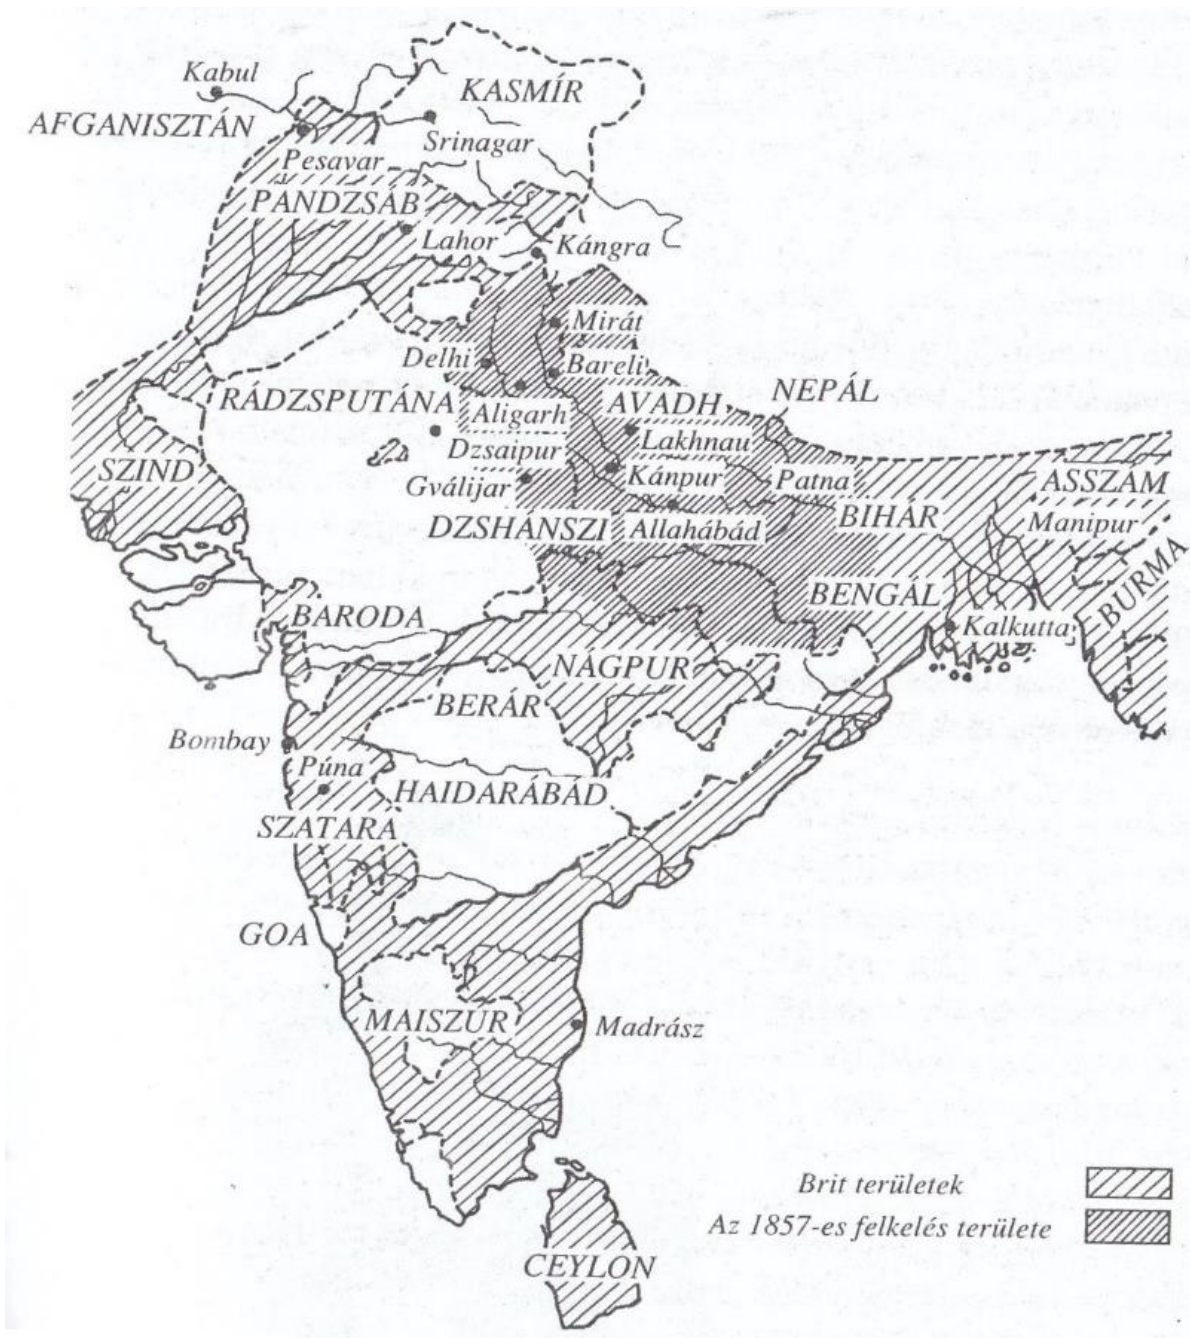 Kabul
KASMÍR
AFGANISZTÁN
Srinagar
Pesavar
PANDZSÁB
Lahor
Kángra
Mirát
Delhi
Bareli
NEPÁL
RÁDZSPUTÁNA
Aligarh
AVADH
Lakhnau
Dzsaipur
SZIND
Kánpur
Patna
ASSZÁM
Gválijar
BIHÁR
Manipur
DZSHÁNSZI
Allahábád
BURMA
BENGÁL
BARODA
Kalkutta
NAGPUR
BERÁR
Bombay
Púna
HAIDARÁBÁD
SZATARA
GOA
MAISZÚR
Madrász
Brit területek
Az 1857-es felkelés területe
CEYLON